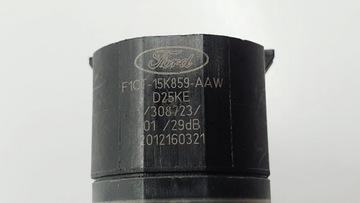 Ford
F1CT-15K859-AAW
D25KE
/308723/
01 /29dB
2012160321